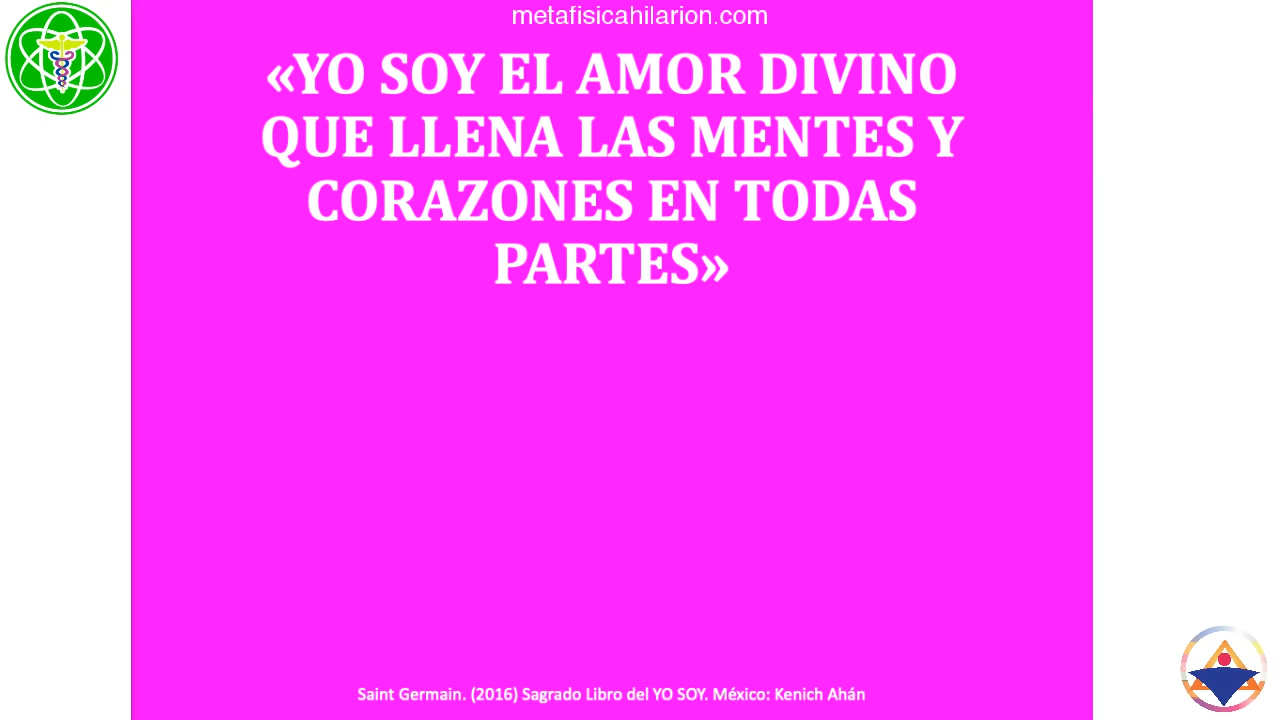 metafisicahilarion.com
«YO SOY EL AMOR DIVINO
QUE LLENA LAS MENTES Y
CORAZONES EN TODAS
PARTES»
Saint Germain. (2016) Sagrado Libro del YO SOY. México: Kenich Ahán